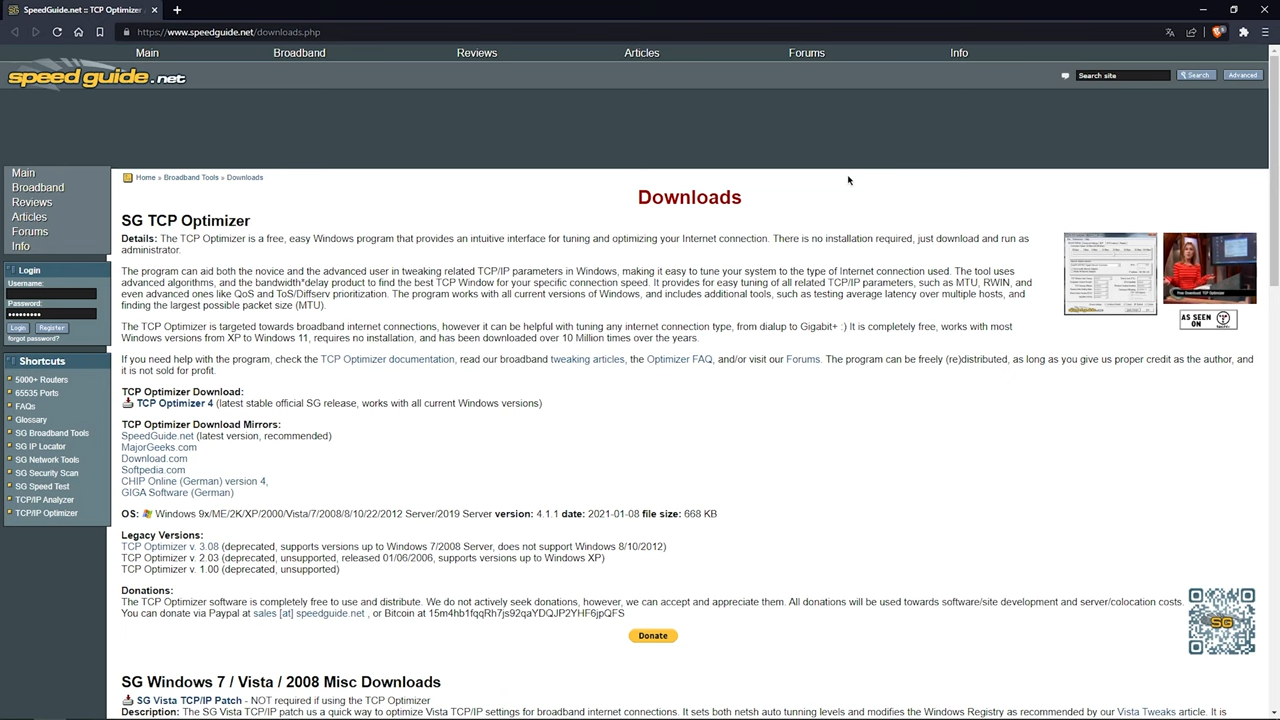 SpeedGuide.net :: TCP Optimizer
https://www.speedguide.net/downloads.php
Main Broadband Reviews Articles Forums Info
speed guide.net
Search site Search Advanced
Main
Broadband
Reviews
Articles
Forums
Info
Login
Username:
Password:
Login Register
forgot password?
Shortcuts
5000+ Routers
65535 Ports
FAQs
Glossary
SG Broadband Tools
SG IP Locator
SG Network Tools
SG Security Scan
SG Speed Test
TCP/IP Analyzer
TCP/IP Optimizer
Home » Broadband Tools » Downloads
Downloads
SG TCP Optimizer
Details: The TCP Optimizer is a free, easy Windows program that provides an intuitive interface for tuning and optimizing your Internet connection. There is no installation required, just download and run as
administrator.
The program can aid both the novice and the advanced user in tweaking related TCP/IP parameters in Windows, making it easy to tune your system to the type of Internet connection used. The tool uses
advanced algorithms, and the bandwidth*delay product to find the best TCP Window for your specific connection speed. It provides for easy tuning of all related TCP/IP parameters, such as MTU, RWIN, and
even advanced ones like QoS and ToS/Diffserv prioritization. The program works with all current versions of Windows, and includes additional tools, such as testing average latency over multiple hosts, and
finding the largest possible packet size (MTU).
The TCP Optimizer is targeted towards broadband internet connections, however it can be helpful with tuning any internet connection type, from dialup to Gigabit+ :) It is completely free, works with most
Windows versions from XP to Windows 11, requires no installation, and has been downloaded over 10 Million times over the years.
If you need help with the program, check the TCP Optimizer documentation, read our broadband tweaking articles, the Optimizer FAQ, and/or visit our Forums. The program can be freely (re)distributed, as long as you give us proper credit as the author, and
it is not sold for profit.
AS SEEN ON
TCP Optimizer Download:
TCP Optimizer 4 (latest stable official SG release, works with all current Windows versions)
TCP Optimizer Download Mirrors:
SpeedGuide.net (latest version, recommended)
MajorGeeks.com
Download.com
Softpedia.com
CHIP Online (German) version 4,
GIGA Software (German)
OS: Windows 9x/ME/2K/XP/2000/Vista/7/2008/8/10/22/2012 Server/2019 Server version: 4.1.1 date: 2021-01-08 file size: 668 KB
Legacy Versions:
TCP Optimizer v. 3.08 (deprecated, supports versions up to Windows 7/2008 Server, does not support Windows 8/10/2012)
TCP Optimizer v. 2.03 (deprecated, unsupported, released 01/06/2006, supports versions up to Windows XP)
TCP Optimizer v. 1.00 (deprecated, unsupported)
Donations:
The TCP Optimizer software is completely free to use and distribute. We do not actively seek donations, however, we can accept and appreciate them. All donations will be used towards software/site development and server/colocation costs.
You can donate via Paypal at sales [at] speedguide.net , or Bitcoin at 15m4hb1fqqRh7js92qaYDQJP2YHF6jpQFS
SG
Donate
SG Windows 7 / Vista / 2008 Misc Downloads
SG Vista TCP/IP Patch - NOT required if using the TCP Optimizer
Description: The SG Vista TCP/IP patch us a quick way to optimize Vista TCP/IP settings for broadband internet connections. It sets both netsh auto tuning levels and modifies the Windows Registry as recommended by our Vista Tweaks article. It is